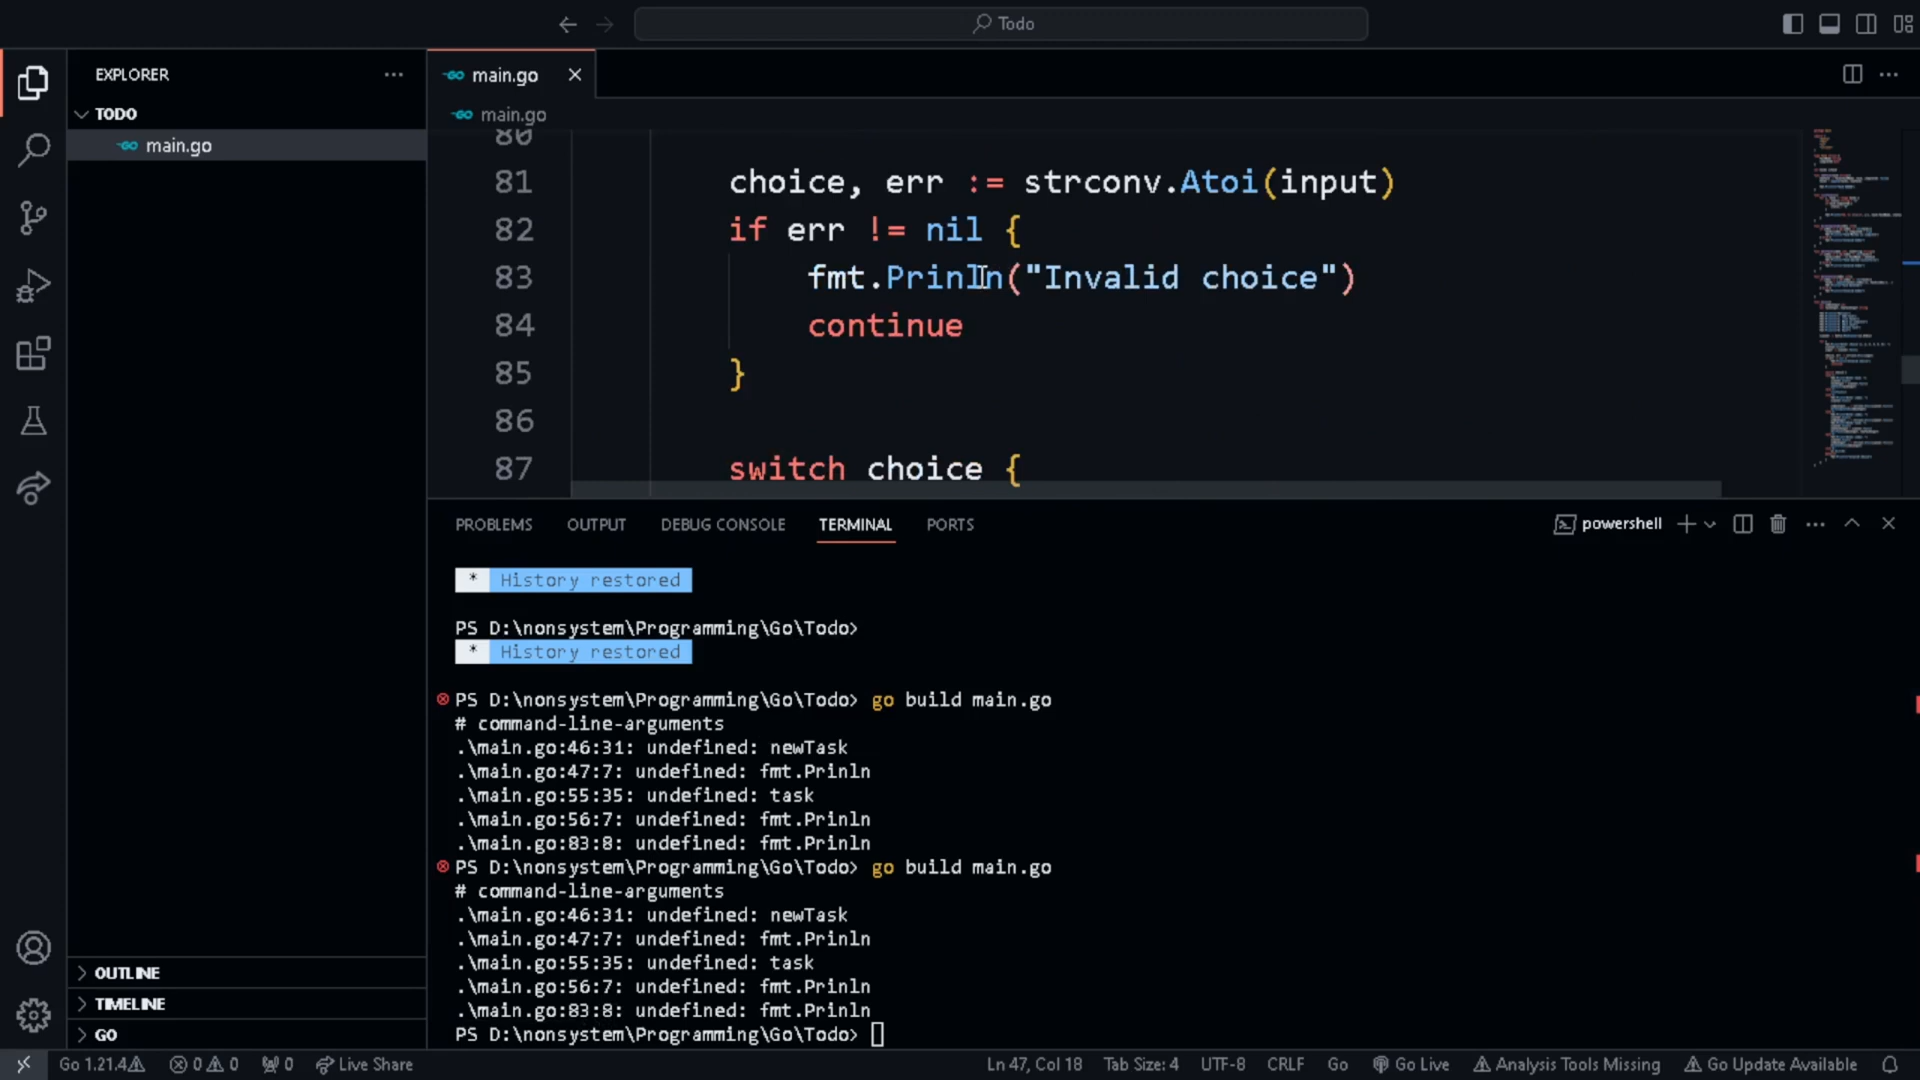 Todo
EXPLORER
TODO
main.go
OUTLINE
TIMELINE
GO
main.go
main.go
80
81 choice, err := strconv.Atoi(input)
82 if err != nil {
83 fmt.Prinln("Invalid choice")
84 continue
85 }
86
87 switch choice {
PROBLEMS OUTPUT DEBUG CONSOLE TERMINAL PORTS
powershell
* History restored
PS D:\nonsystem\Programming\Go\Todo>
* History restored
PS D:\nonsystem\Programming\Go\Todo> go build main.go
# command-line-arguments
.\main.go:46:31: undefined: newTask
.\main.go:47:7: undefined: fmt.Prinln
.\main.go:55:35: undefined: task
.\main.go:56:7: undefined: fmt.Prinln
.\main.go:83:8: undefined: fmt.Prinln
PS D:\nonsystem\Programming\Go\Todo> go build main.go
# command-line-arguments
.\main.go:46:31: undefined: newTask
.\main.go:47:7: undefined: fmt.Prinln
.\main.go:55:35: undefined: task
.\main.go:56:7: undefined: fmt.Prinln
.\main.go:83:8: undefined: fmt.Prinln
PS D:\nonsystem\Programming\Go\Todo>
Go 1.21.4 0 0 0 Live Share Ln 47, Col 18 Tab Size: 4 UTF-8 CRLF Go Go Live Analysis Tools Missing Go Update Available